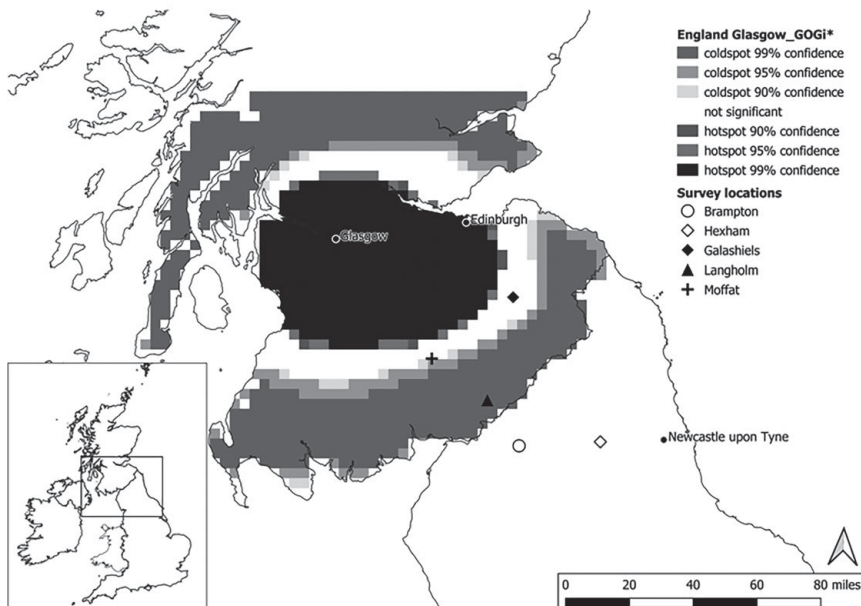 England Glasgow_GOGi*
coldspot 99% confidence
coldspot 95% confidence
coldspot 90% confidence
not significant
hotspot 90% confidence
hotspot 95% confidence
hotspot 99% confidence
Survey locations
Brampton
Hexham
Galashiels
Langholm
Moffat
Edinburgh
Glasgow
Newcastle upon Tyne
0 20 40 60 80 miles